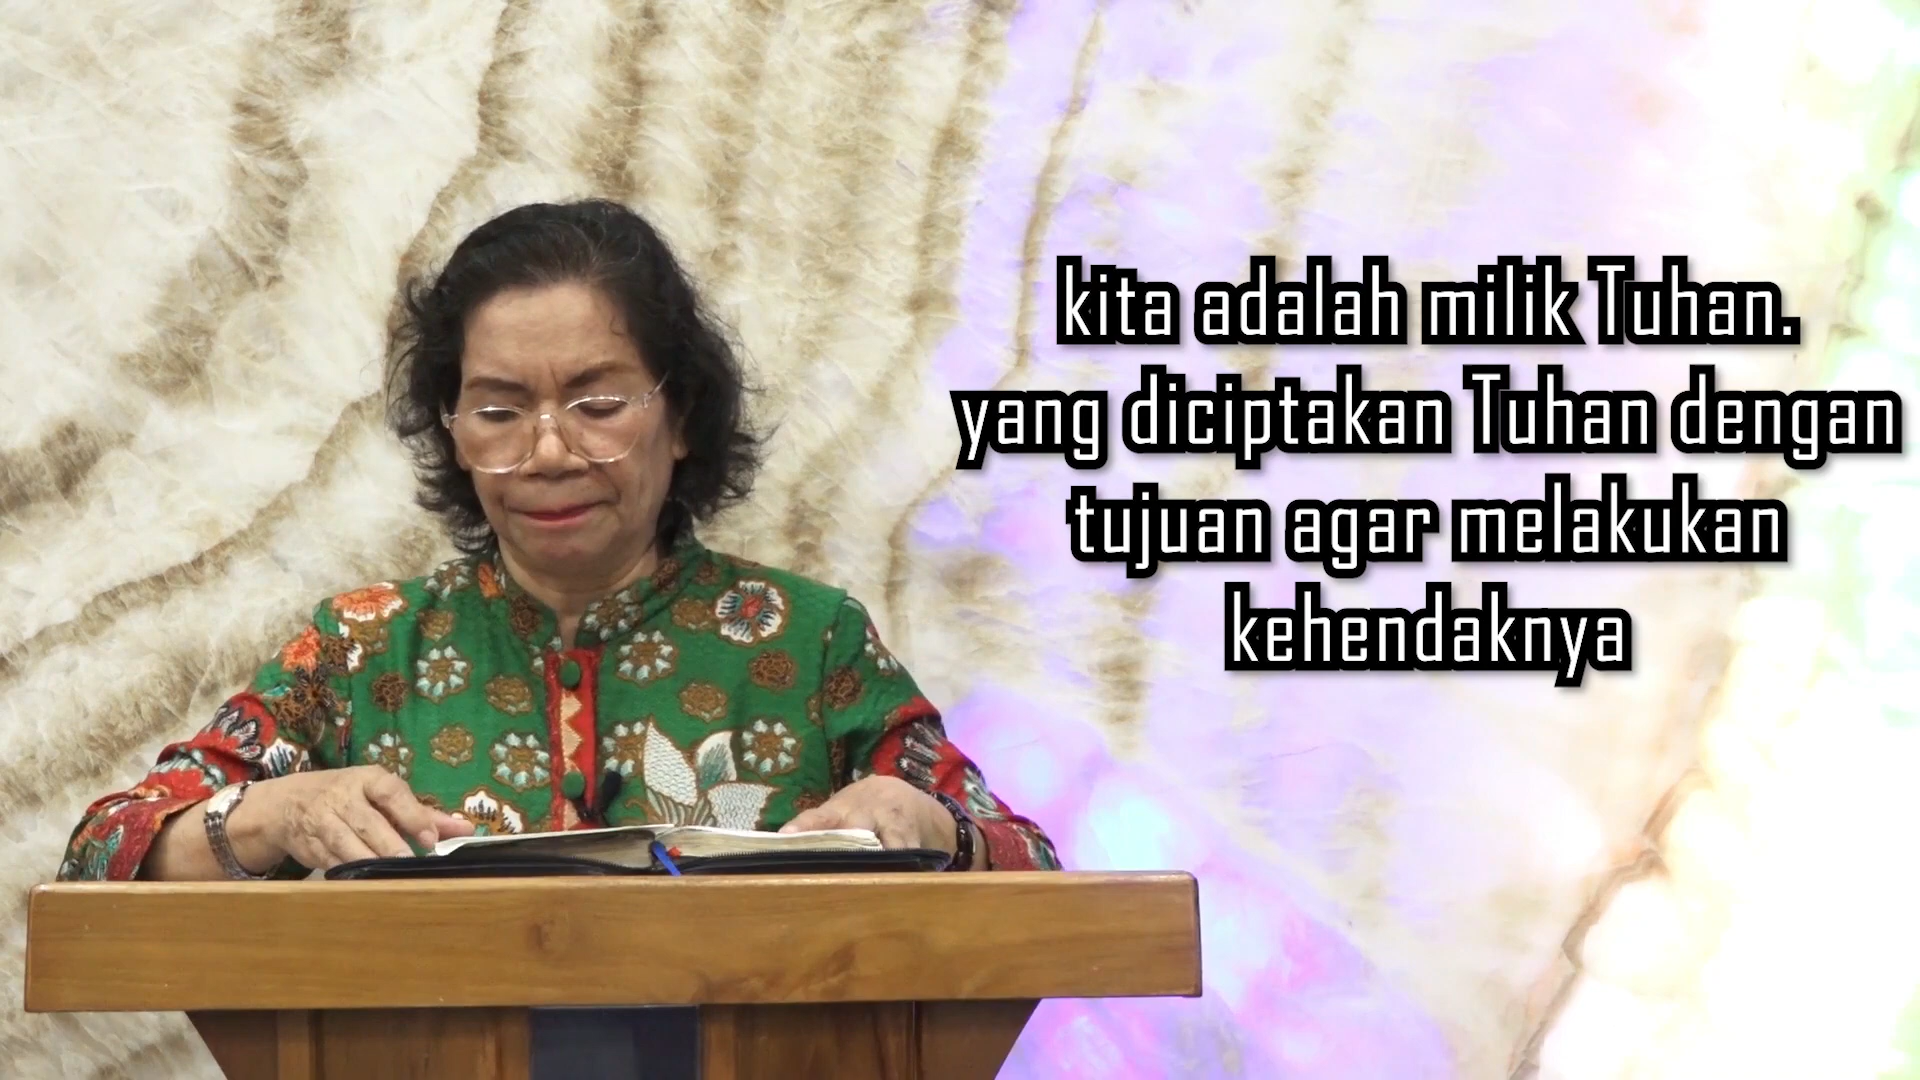 kita adalah milik Tuhan.
yang diciptakan Tuhan dengan
tujuan agar melakukan
kehendaknya